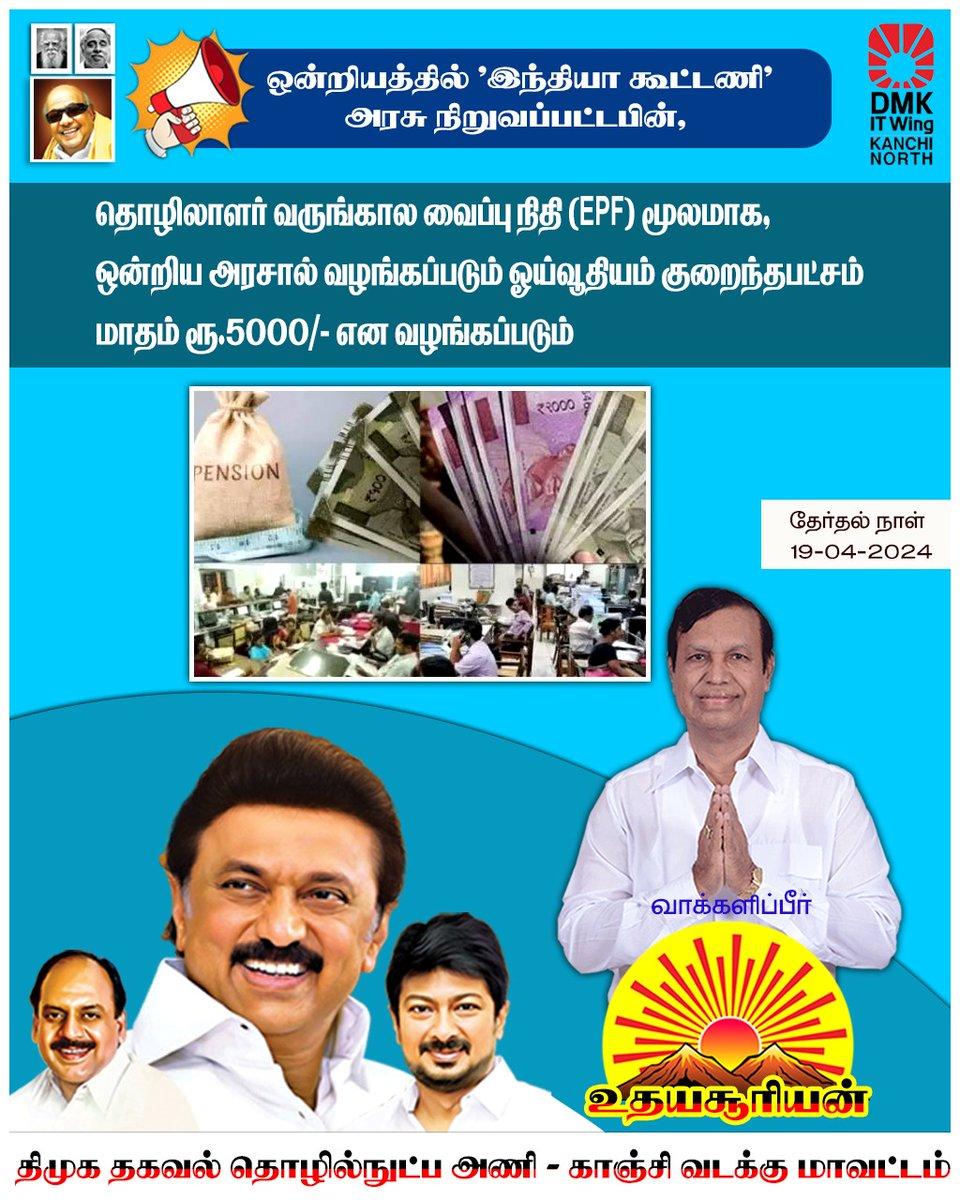 ஒன்றியத்தில் 'இந்தியா கூட்டணி'
அரசு நிறுவப்பட்டபின்,
DMK
IT Wing
KANCHI
NORTH
தொழிலாளர் வருங்கால வைப்பு நிதி (EPF) மூலமாக,
ஒன்றிய அரசால் வழங்கப்படும் ஓய்வூதியம் குறைந்தபட்சம்
மாதம் ரூ.5000/- என வழங்கப்படும்
PENSION
₹2000
தேர்தல் நாள்
19-04-2024
வாக்களிப்பீர்
உதயசூரியன்
திமுக தகவல் தொழில்நுட்ப அணி - காஞ்சி வடக்கு மாவட்டம்